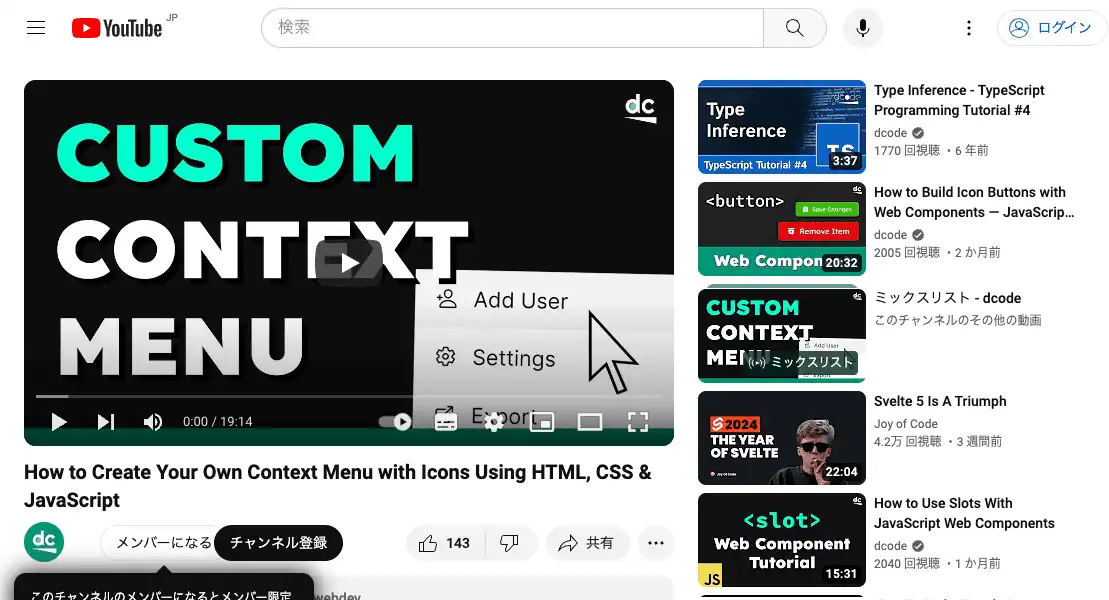 YouTube JP
検索
ログイン
dc
CUSTOM
CONTEXT
MENU
Add User
Settings
Export
0:00 / 19:14
How to Create Your Own Context Menu with Icons Using HTML, CSS &
JavaScript
dc
メンバーになる
チャンネル登録
143
共有
このチャンネルのメンバーになるとメンバー限定
webdev
dcode
Type
Inference
TS
TypeScript Tutorial #4
3:37
Type Inference - TypeScript
Programming Tutorial #4
dcode
1770 回視聴 ・6 年前
dc
<button>
Save Changes
Remove Item
Web Compon
20:32
How to Build Icon Buttons with
Web Components — JavaScrip…
dcode
2005 回視聴 ・2 か月前
dc
CUSTOM
CONTEXT
MENU
Add User
Export
ミックスリスト
ミックスリスト - dcode
このチャンネルのその他の動画
2024
THE YEAR
OF SVELTE
Joy Of Code
22:04
Svelte 5 Is A Triumph
Joy of Code
4.2万 回視聴 ・3 週間前
dc
<slot>
Web Component
Tutorial
JS
15:31
How to Use Slots With
JavaScript Web Components
dcode
2040 回視聴 ・1 か月前